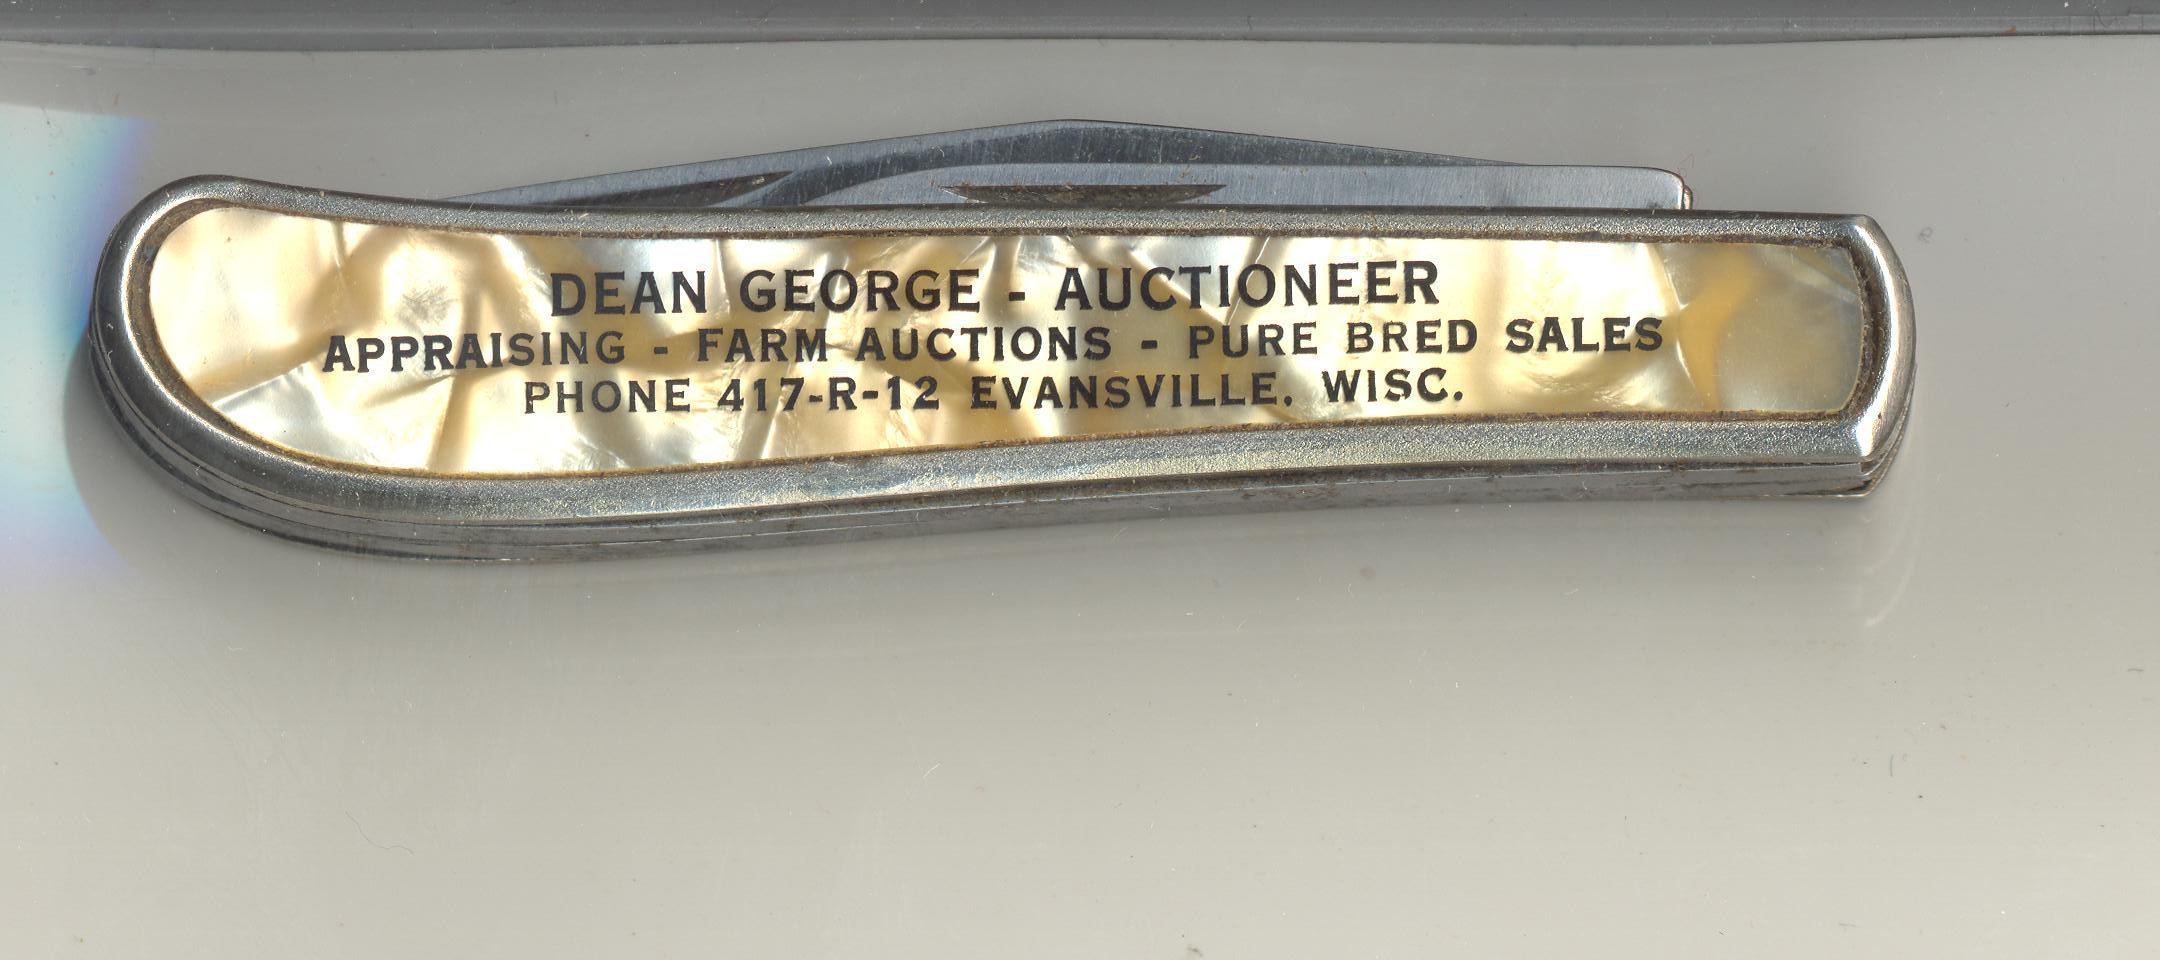 DEAN GEORGE - AUCTIONEER
APPRAISING - FARM AUCTIONS - PURE BRED SALES
PHONE 417-R-12 EVANSVILLE, WISC.